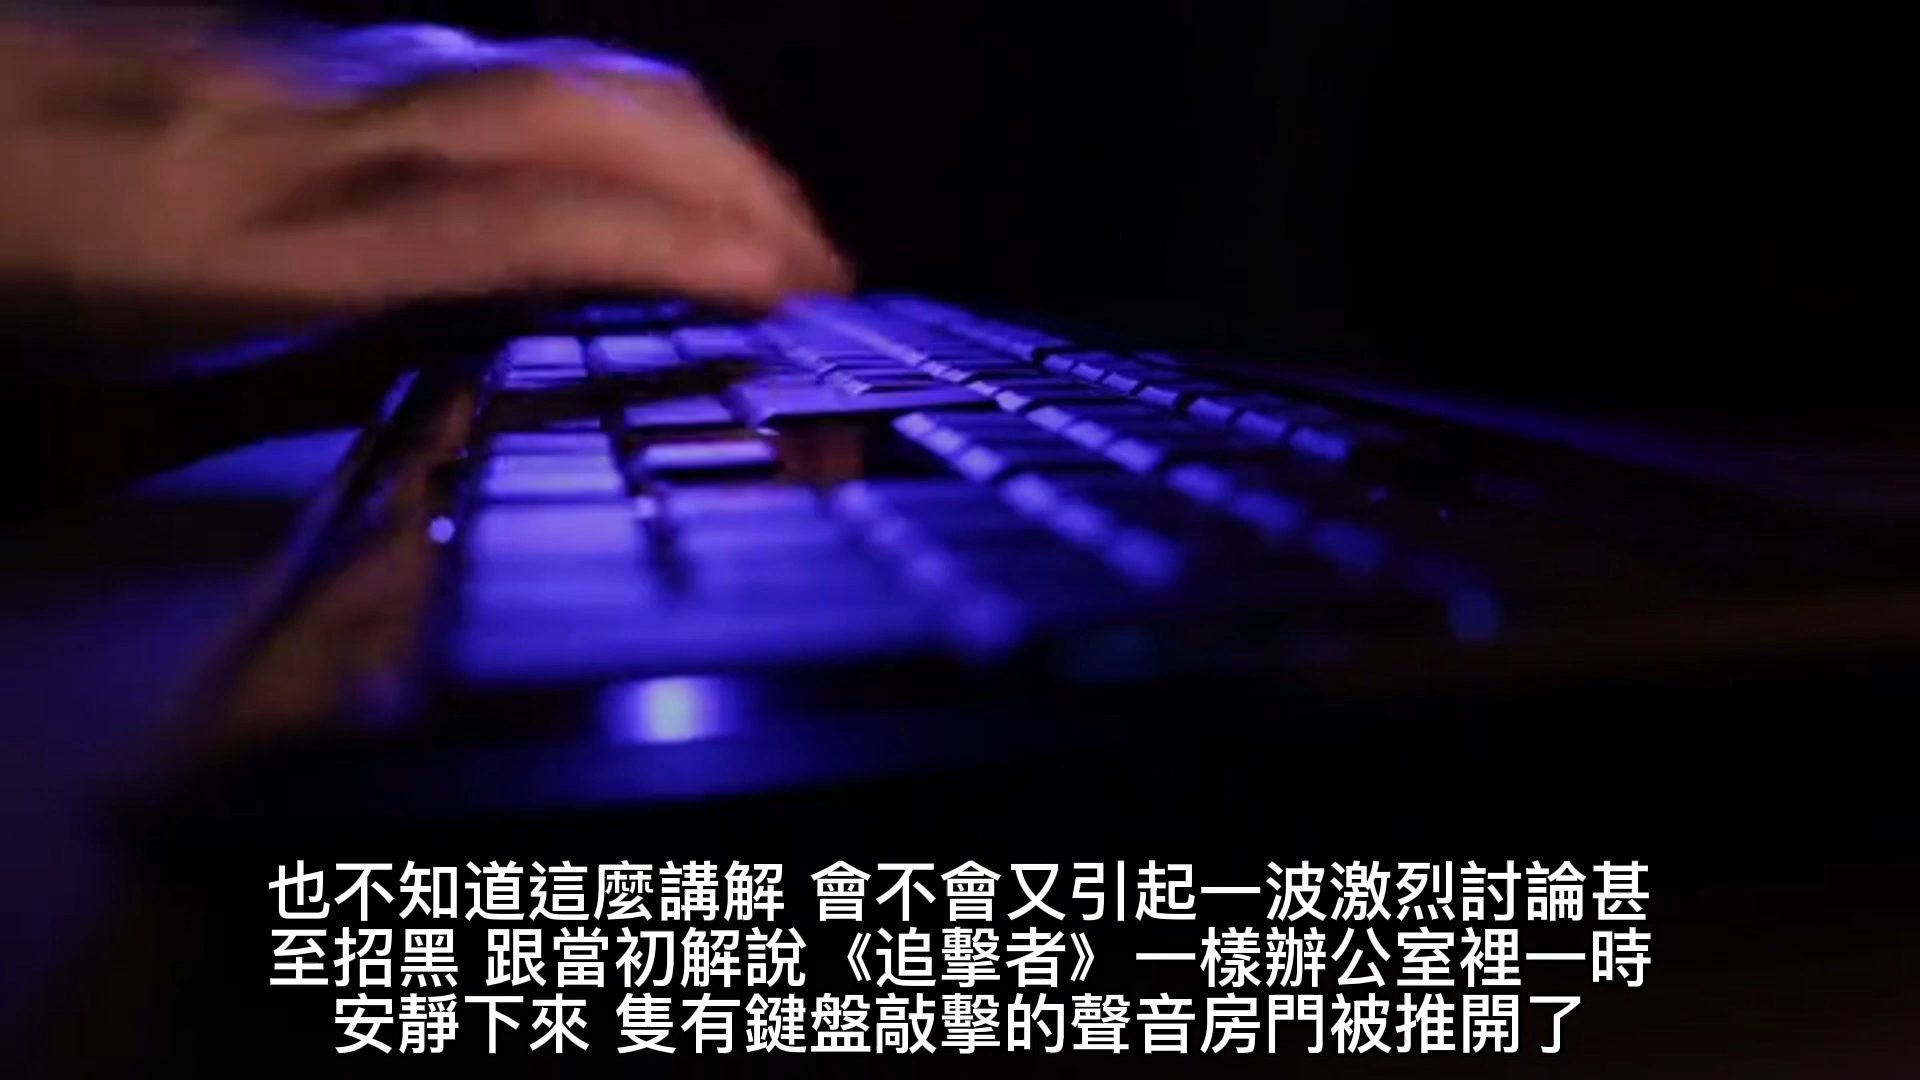 也不知道這麼講解 會不會又引起一波激烈討論甚
至招黑 跟當初解說《追擊者》一樣辦公室裡一時
安靜下來 隻有鍵盤敲擊的聲音房門被推開了